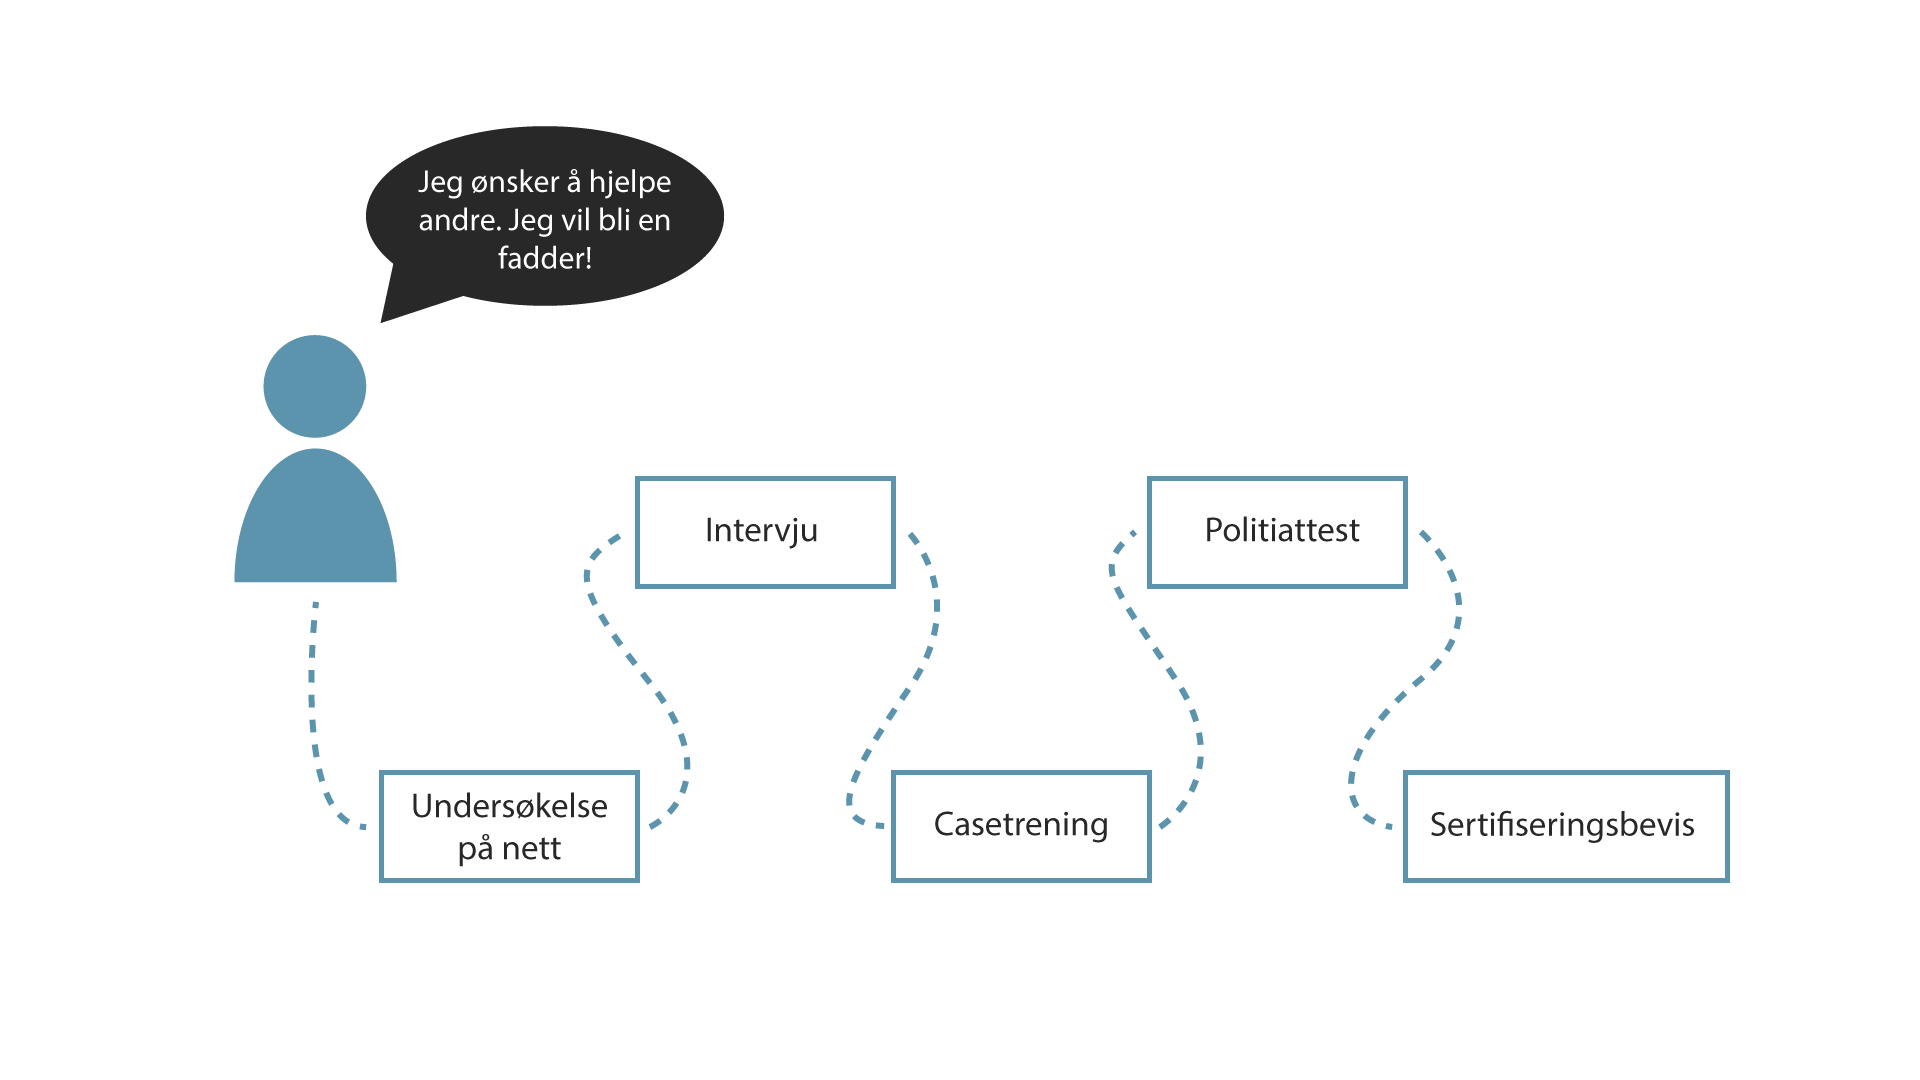 Jeg ønsker å hjelpe
andre. Jeg vil bli en
fadder!
Undersøkelse
på nett
Intervju
Casetrening
Politiattest
Sertifiseringsbevis